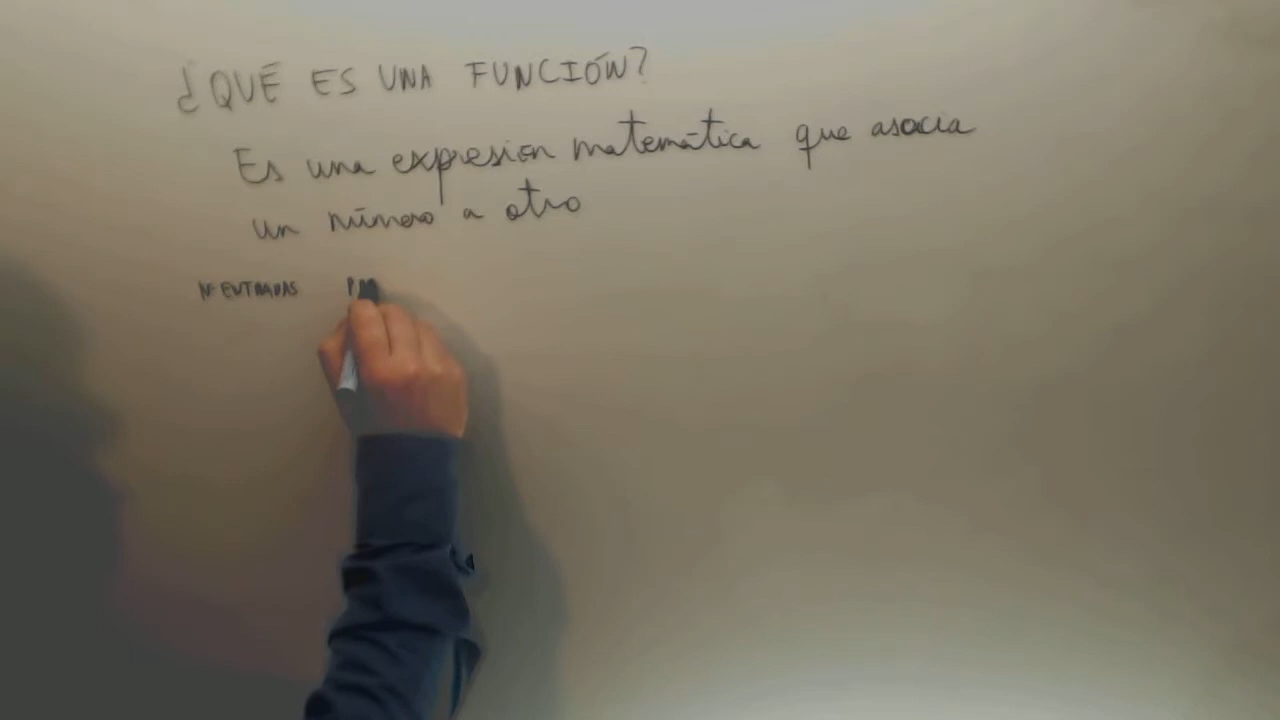 ¿QUÉ ES UNA FUNCIÓN?
Es una expresion matemática que asocia
un número a otro
Nº ENTRADAS